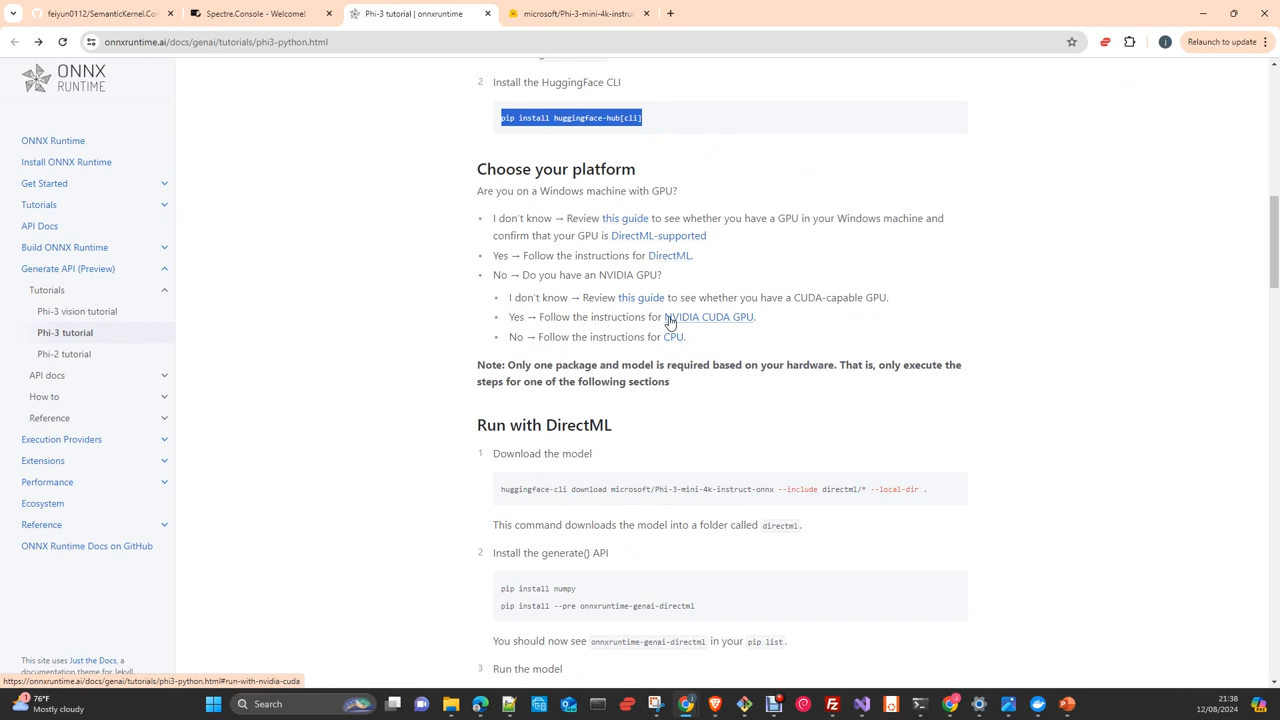 feiyun0112/SemanticKernel.Con
Spectre.Console - Welcome!
Phi-3 tutorial | onnxruntime
microsoft/Phi-3-mini-4k-instruc
onnxruntime.ai/docs/genai/tutorials/phi3-python.html
Relaunch to update
ONNX
RUNTIME
ONNX Runtime
Install ONNX Runtime
Get Started
Tutorials
API Docs
Build ONNX Runtime
Generate API (Preview)
Tutorials
Phi-3 vision tutorial
Phi-3 tutorial
Phi-2 tutorial
API docs
How to
Reference
Execution Providers
Extensions
Performance
Ecosystem
Reference
ONNX Runtime Docs on GitHub
This site uses Just the Docs, a
documentation theme for Jekyll.
2 Install the HuggingFace CLI
pip install huggingface-hub[cli]
Choose your platform
Are you on a Windows machine with GPU?
• I don't know → Review this guide to see whether you have a GPU in your Windows machine and
confirm that your GPU is DirectML-supported
• Yes → Follow the instructions for DirectML.
• No → Do you have an NVIDIA GPU?
• I don't know → Review this guide to see whether you have a CUDA-capable GPU.
• Yes → Follow the instructions for NVIDIA CUDA GPU.
• No → Follow the instructions for CPU.
Note: Only one package and model is required based on your hardware. That is, only execute the
steps for one of the following sections
Run with DirectML
1 Download the model
huggingface-cli download microsoft/Phi-3-mini-4k-instruct-onnx --include directml/* --local-dir .
This command downloads the model into a folder called directml.
2 Install the generate() API
pip install numpy
pip install --pre onnxruntime-genai-directml
You should now see onnxruntime-genai-directml in your pip list.
3 Run the model
https://onnxruntime.ai/docs/genai/tutorials/phi3-python.html#run-with-nvidia-cuda
76°F
Mostly cloudy
Search
21:38
12/08/2024